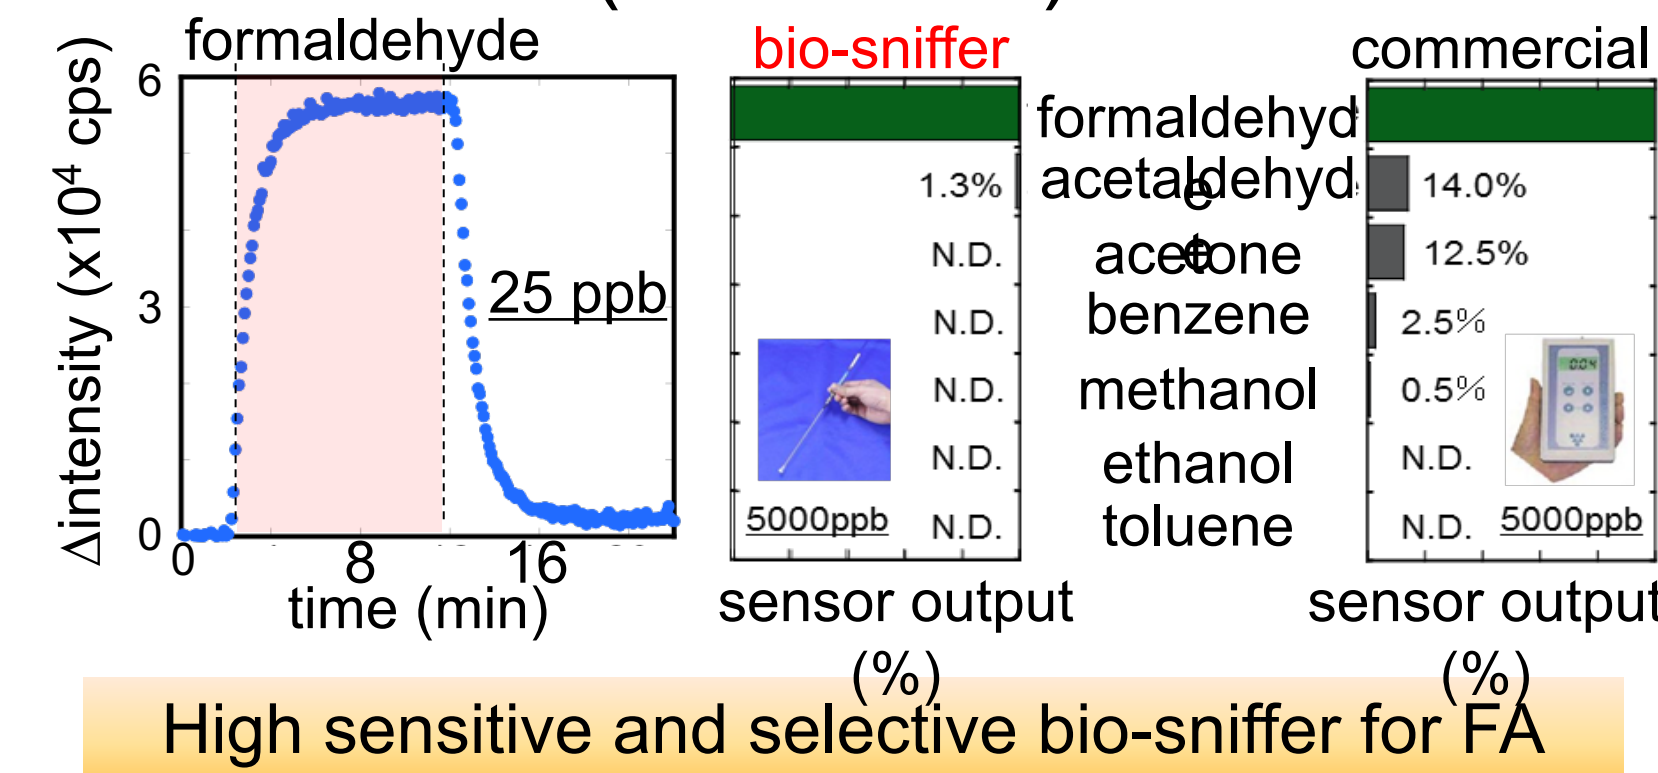 formaldehyde
Δintensity (x10⁴ cps)
6
3
0
25 ppb
0 8 16
time (min)
bio-sniffer
1.3%
N.D.
N.D.
N.D.
N.D.
N.D.
5000ppb
sensor output
(%)
formaldehyd
e
acetaldehyd
e
acetone
benzene
methanol
ethanol
toluene
commercial
14.0%
12.5%
2.5%
0.5%
N.D.
N.D.
0.04
5000ppb
sensor output
(%)
High sensitive and selective bio-sniffer for FA